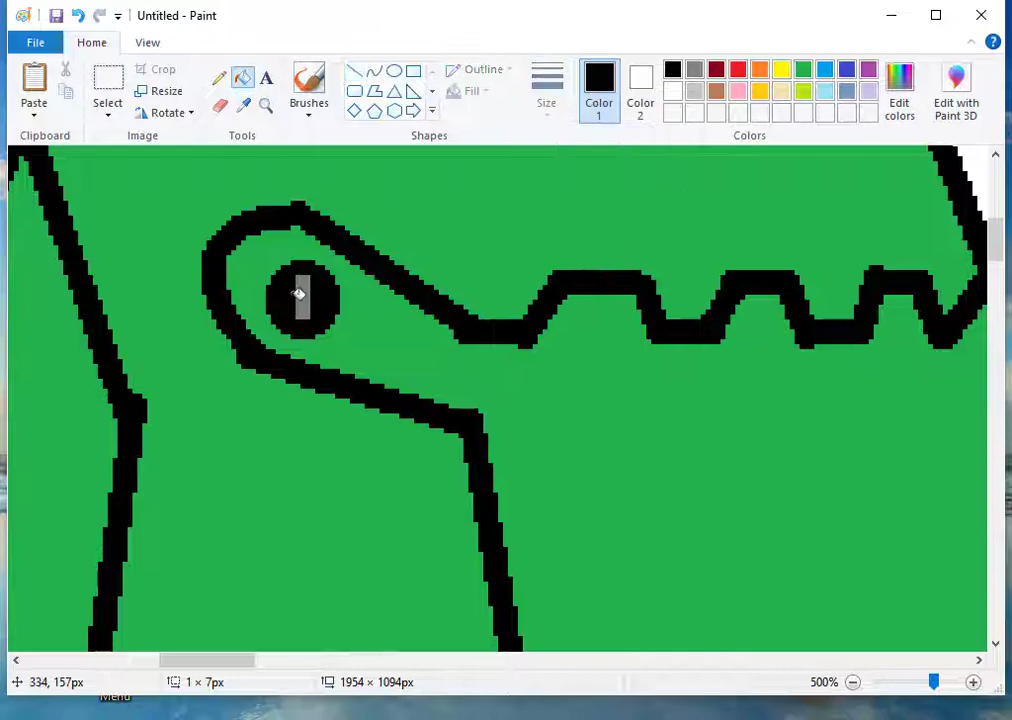 Untitled - Paint
File Home View
Paste
Clipboard
Select
Crop
Resize
Rotate
Image
A
Tools
Brushes
Outline
Fill
Shapes
Size
Color 1
Color 2
Edit colors
Colors
Edit with Paint 3D
334, 157px
1 × 7px
1954 × 1094px
500%
Menu